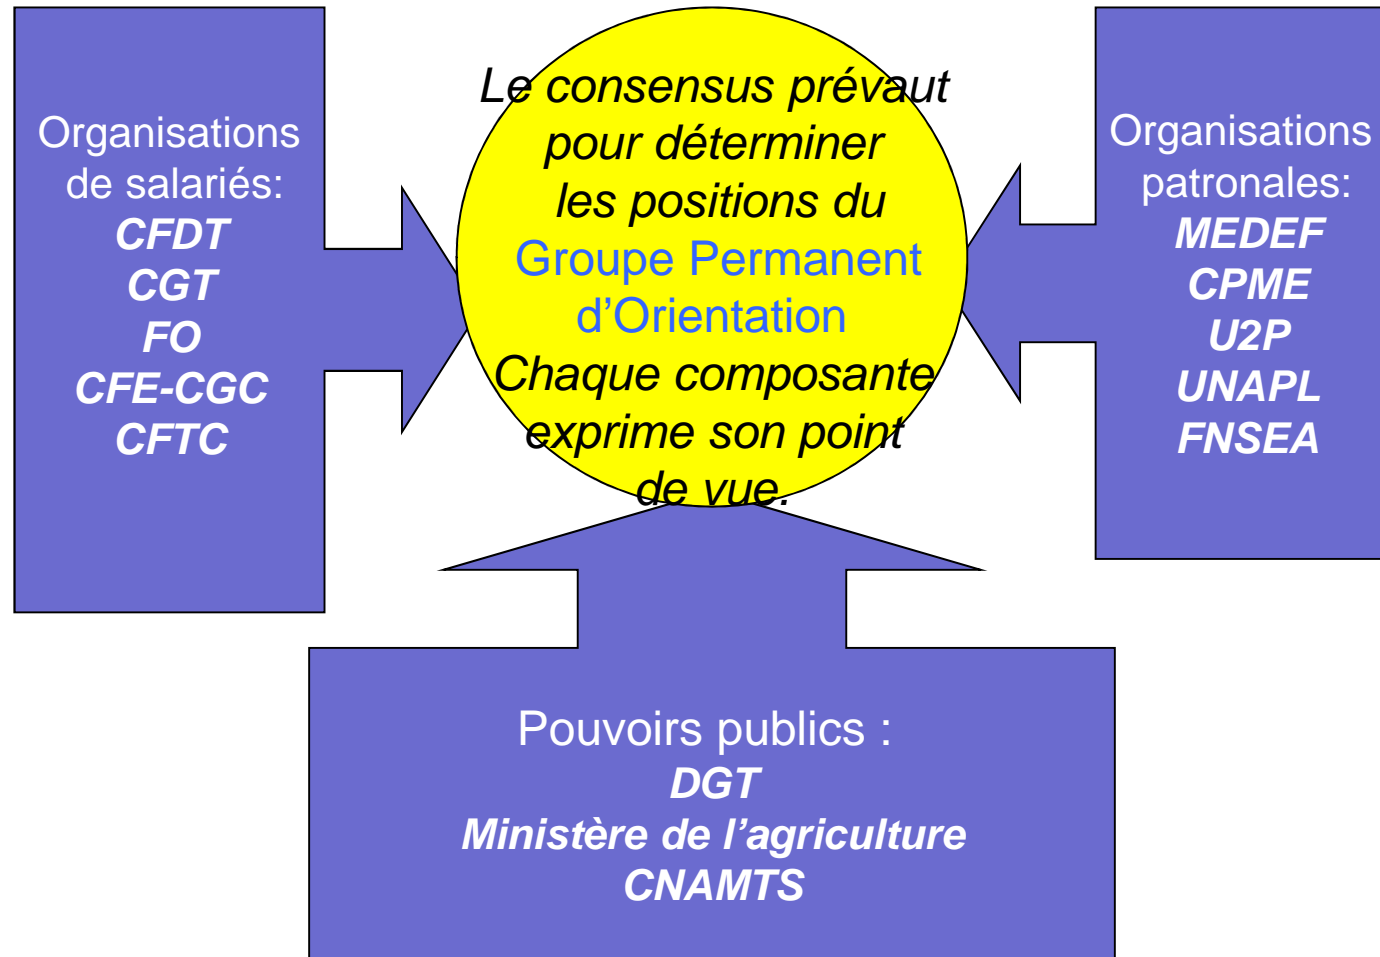 Organisations
de salariés:
CFDT
CGT
FO
CFE-CGC
CFTC
Le consensus prévaut
pour déterminer
les positions du
Groupe Permanent
d’Orientation
Chaque composante
exprime son point
de vue.
Organisations
patronales:
MEDEF
CPME
U2P
UNAPL
FNSEA
Pouvoirs publics :
DGT
Ministère de l’agriculture
CNAMTS